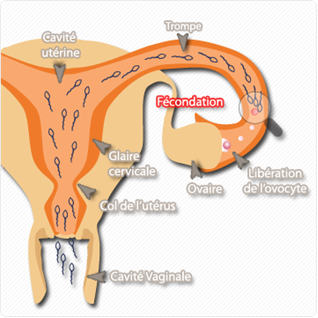 Trompe
Cavité
utérine
Fécondation
Glaire
cervicale
Libération
de l'ovocyte
Ovaire
Col de l'utérus
Cavité Vaginale